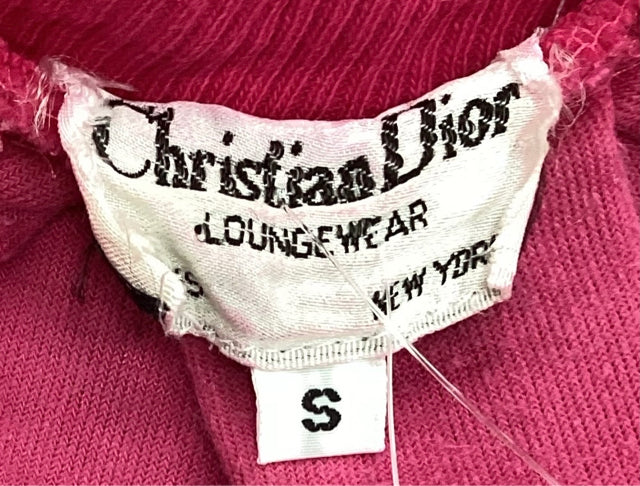 Christian Dior
LOUNGEWEAR
NEW YORK
S